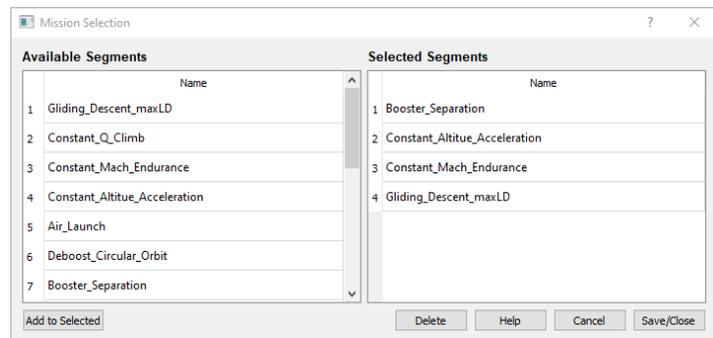 Mission Selection ?
Available Segments
Name
1 Gliding_Descent_maxLD
2 Constant_Q_Climb
3 Constant_Mach_Endurance
4 Constant_Altitue_Acceleration
5 Air_Launch
6 Deboost_Circular_Orbit
7 Booster_Separation
Add to Selected
Selected Segments
Name
1 Booster_Separation
2 Constant_Altitue_Acceleration
3 Constant_Mach_Endurance
4 Gliding_Descent_maxLD
Delete Help Cancel Save/Close